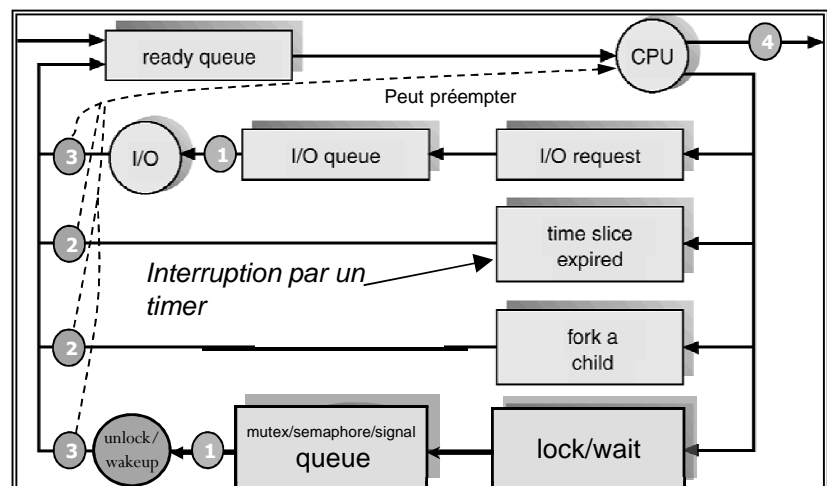 ready queue
CPU
4
Peut préempter
3
I/O
1
I/O queue
I/O request
2
time slice
expired
Interruption par un
timer
2
fork a
child
3
unlock/
wakeup
1
mutex/semaphore/signal
queue
lock/wait